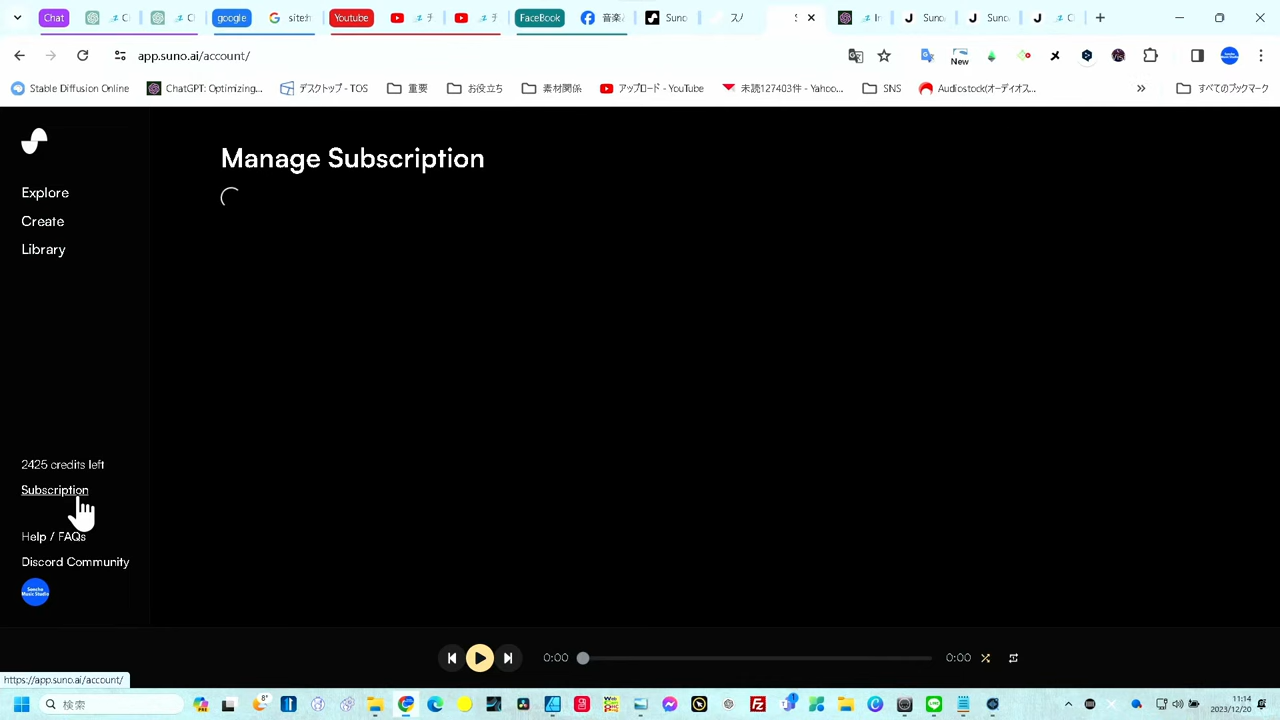 Chat
google
site:
Youtube
FaceBook
Suno
Suno
Suno
app.suno.ai/account/
New
Stable Diffusion Online
ChatGPT: Optimizing...
デスクトップ - TOS
重要
お役立ち
素材関係
アップロード - YouTube
未読127403件 - Yahoo...
SNS
Audiostock(オーディオス...
»
すべてのブックマーク
Manage Subscription
Explore
Create
Library
2425 credits left
Subscription
Help / FAQs
Discord Community
Sencho
Music Studio
0:00
0:00
https://app.suno.ai/account/
検索
8°
11:14
2023/12/20